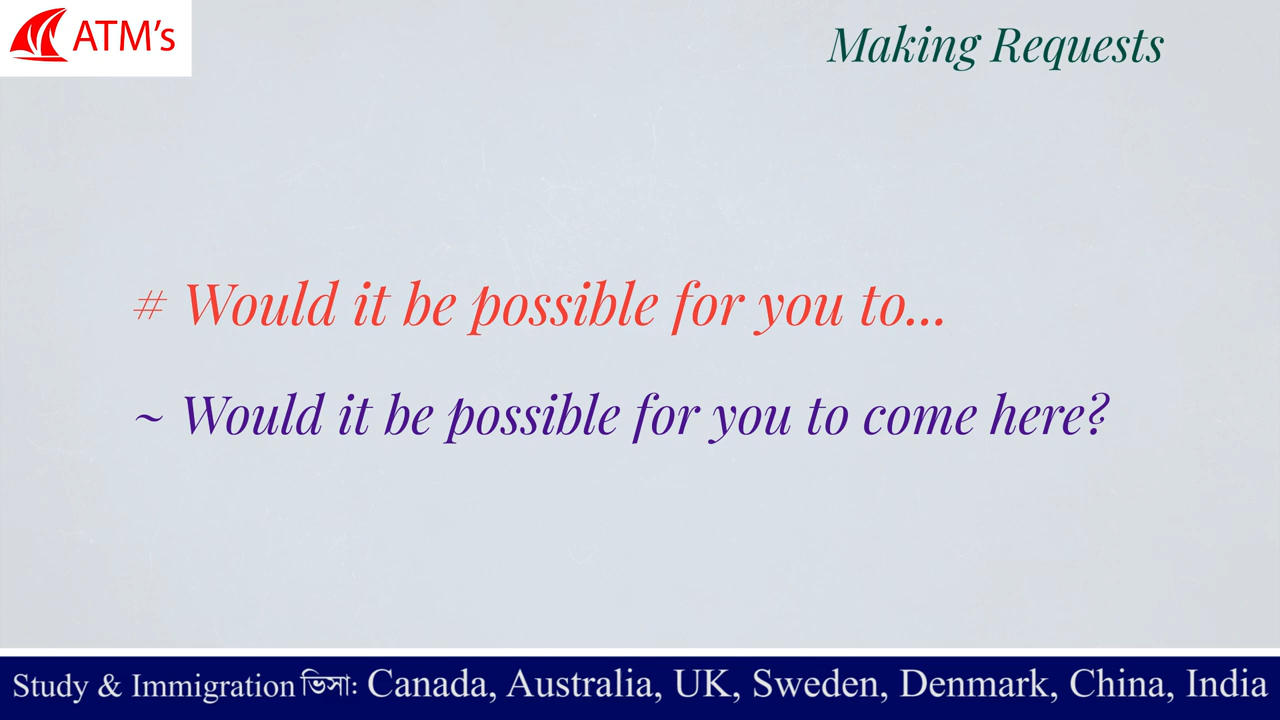 ATM's
Making Requests
# Would it be possible for you to...
~ Would it be possible for you to come here?
Study & Immigration ভিসা: Canada, Australia, UK, Sweden, Denmark, China, India